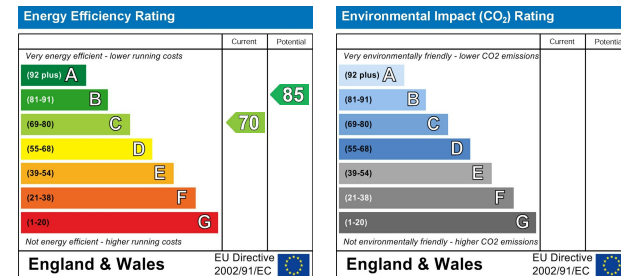 Energy Efficiency Rating
Current Potential
Very energy efficient - lower running costs
(92 plus) A
(81-91) B
85
(69-80) C
70
(55-68) D
(39-54) E
(21-38) F
(1-20) G
Not energy efficient - higher running costs
England & Wales
EU Directive
2002/91/EC
Environmental Impact (CO₂) Rating
Current Potentia
Very environmentally friendly - lower CO2 emissions
(92 plus) A
(81-91) B
(69-80) C
(55-68) D
(39-54) E
(21-38) F
(1-20) G
Not environmentally friendly - higher CO2 emissions
England & Wales
EU Directive
2002/91/EC